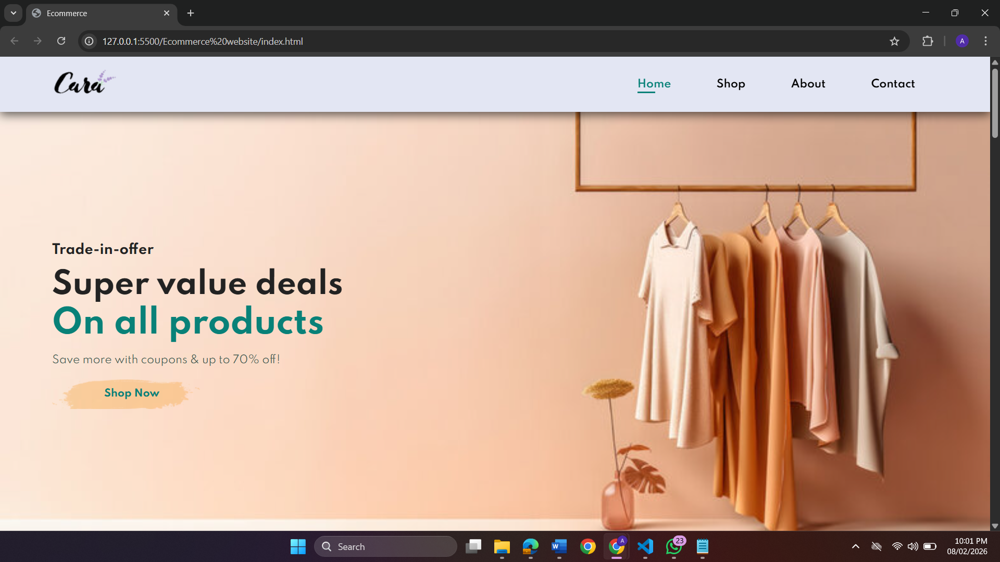 Ecommerce
127.0.0.1:5500/Ecommerce%20website/index.html
A
Cara
Home
Shop
About
Contact
Trade-in-offer
Super value deals
On all products
Save more with coupons & up to 70% off!
Shop Now
Search
W
A
23
10:01 PM
08/02/2026